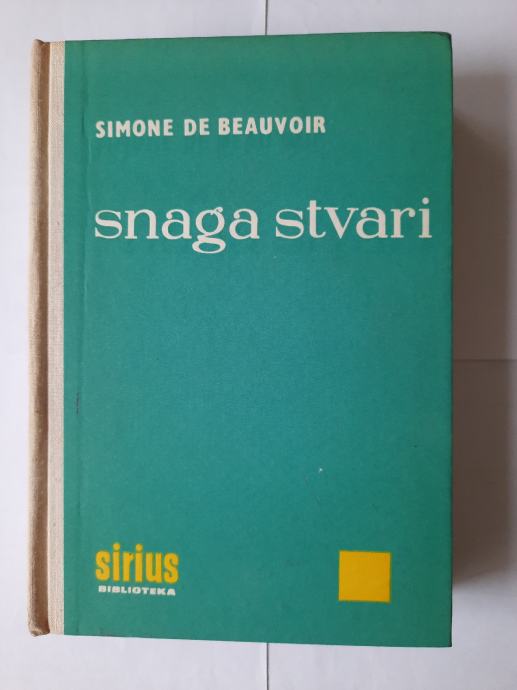 SIMONE DE BEAUVOIR
snaga stvari
sirius
BIBLIOTEKA